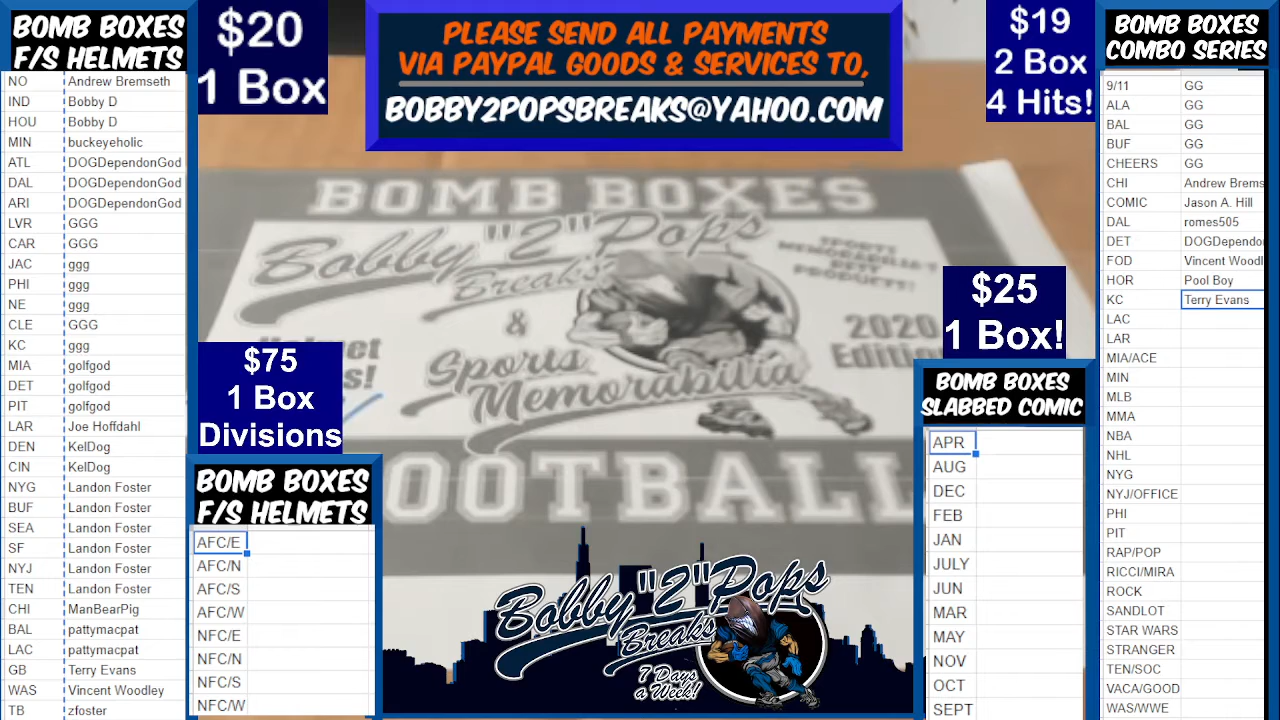 BOMB BOXES
F/S HELMETS
NO Andrew Bremseth
IND Bobby D
HOU Bobby D
MIN buckeyeholic
ATL DOGDependonGod
DAL DOGDependonGod
ARI DOGDependonGod
LVR GGG
CAR GGG
JAC ggg
PHI ggg
NE ggg
CLE GGG
KC ggg
MIA golfgod
DET golfgod
PIT golfgod
LAR Joe Hoffdahl
DEN KelDog
CIN KelDog
NYG Landon Foster
BUF Landon Foster
SEA Landon Foster
SF Landon Foster
NYJ Landon Foster
TEN Landon Foster
CHI ManBearPig
BAL pattymacpat
LAC pattymacpat
GB Terry Evans
WAS Vincent Woodley
TB zfoster
$20
1 Box
PLEASE SEND ALL PAYMENTS
VIA PAYPAL GOODS & SERVICES TO,
BOBBY2POPSBREAKS@YAHOO.COM
$19
2 Box
4 Hits!
BOMB BOXES
Bobby "2" Pops
Breaks
&
Sports
Memorabilia
SPORTS
MEMORABILIA'S
BEST
PRODUCT!
2020
Edition
Helmet
OOTBALL
$75
1 Box
Divisions
BOMB BOXES
F/S HELMETS
AFC/E
AFC/N
AFC/S
AFC/W
NFC/E
NFC/N
NFC/S
NFC/W
Bobby "2" Pops
Breaks
7 Days
a Week!
$25
1 Box!
BOMB BOXES
SLABBED COMIC
APR
AUG
DEC
FEB
JAN
JULY
JUN
MAR
MAY
NOV
OCT
SEPT
BOMB BOXES
COMBO SERIES
9/11 GG
ALA GG
BAL GG
BUF GG
CHEERS GG
CHI Andrew Brems
COMIC Jason A. Hill
DAL romes505
DET DOGDependo
FOD Vincent Woodl
HOR Pool Boy
KC Terry Evans
LAC
LAR
MIA/ACE
MIN
MLB
MMA
NBA
NHL
NYG
NYJ/OFFICE
PHI
PIT
RAP/POP
RICCI/MIRA
ROCK
SANDLOT
STAR WARS
STRANGER
TEN/SOC
VACA/GOOD
WAS/WWE